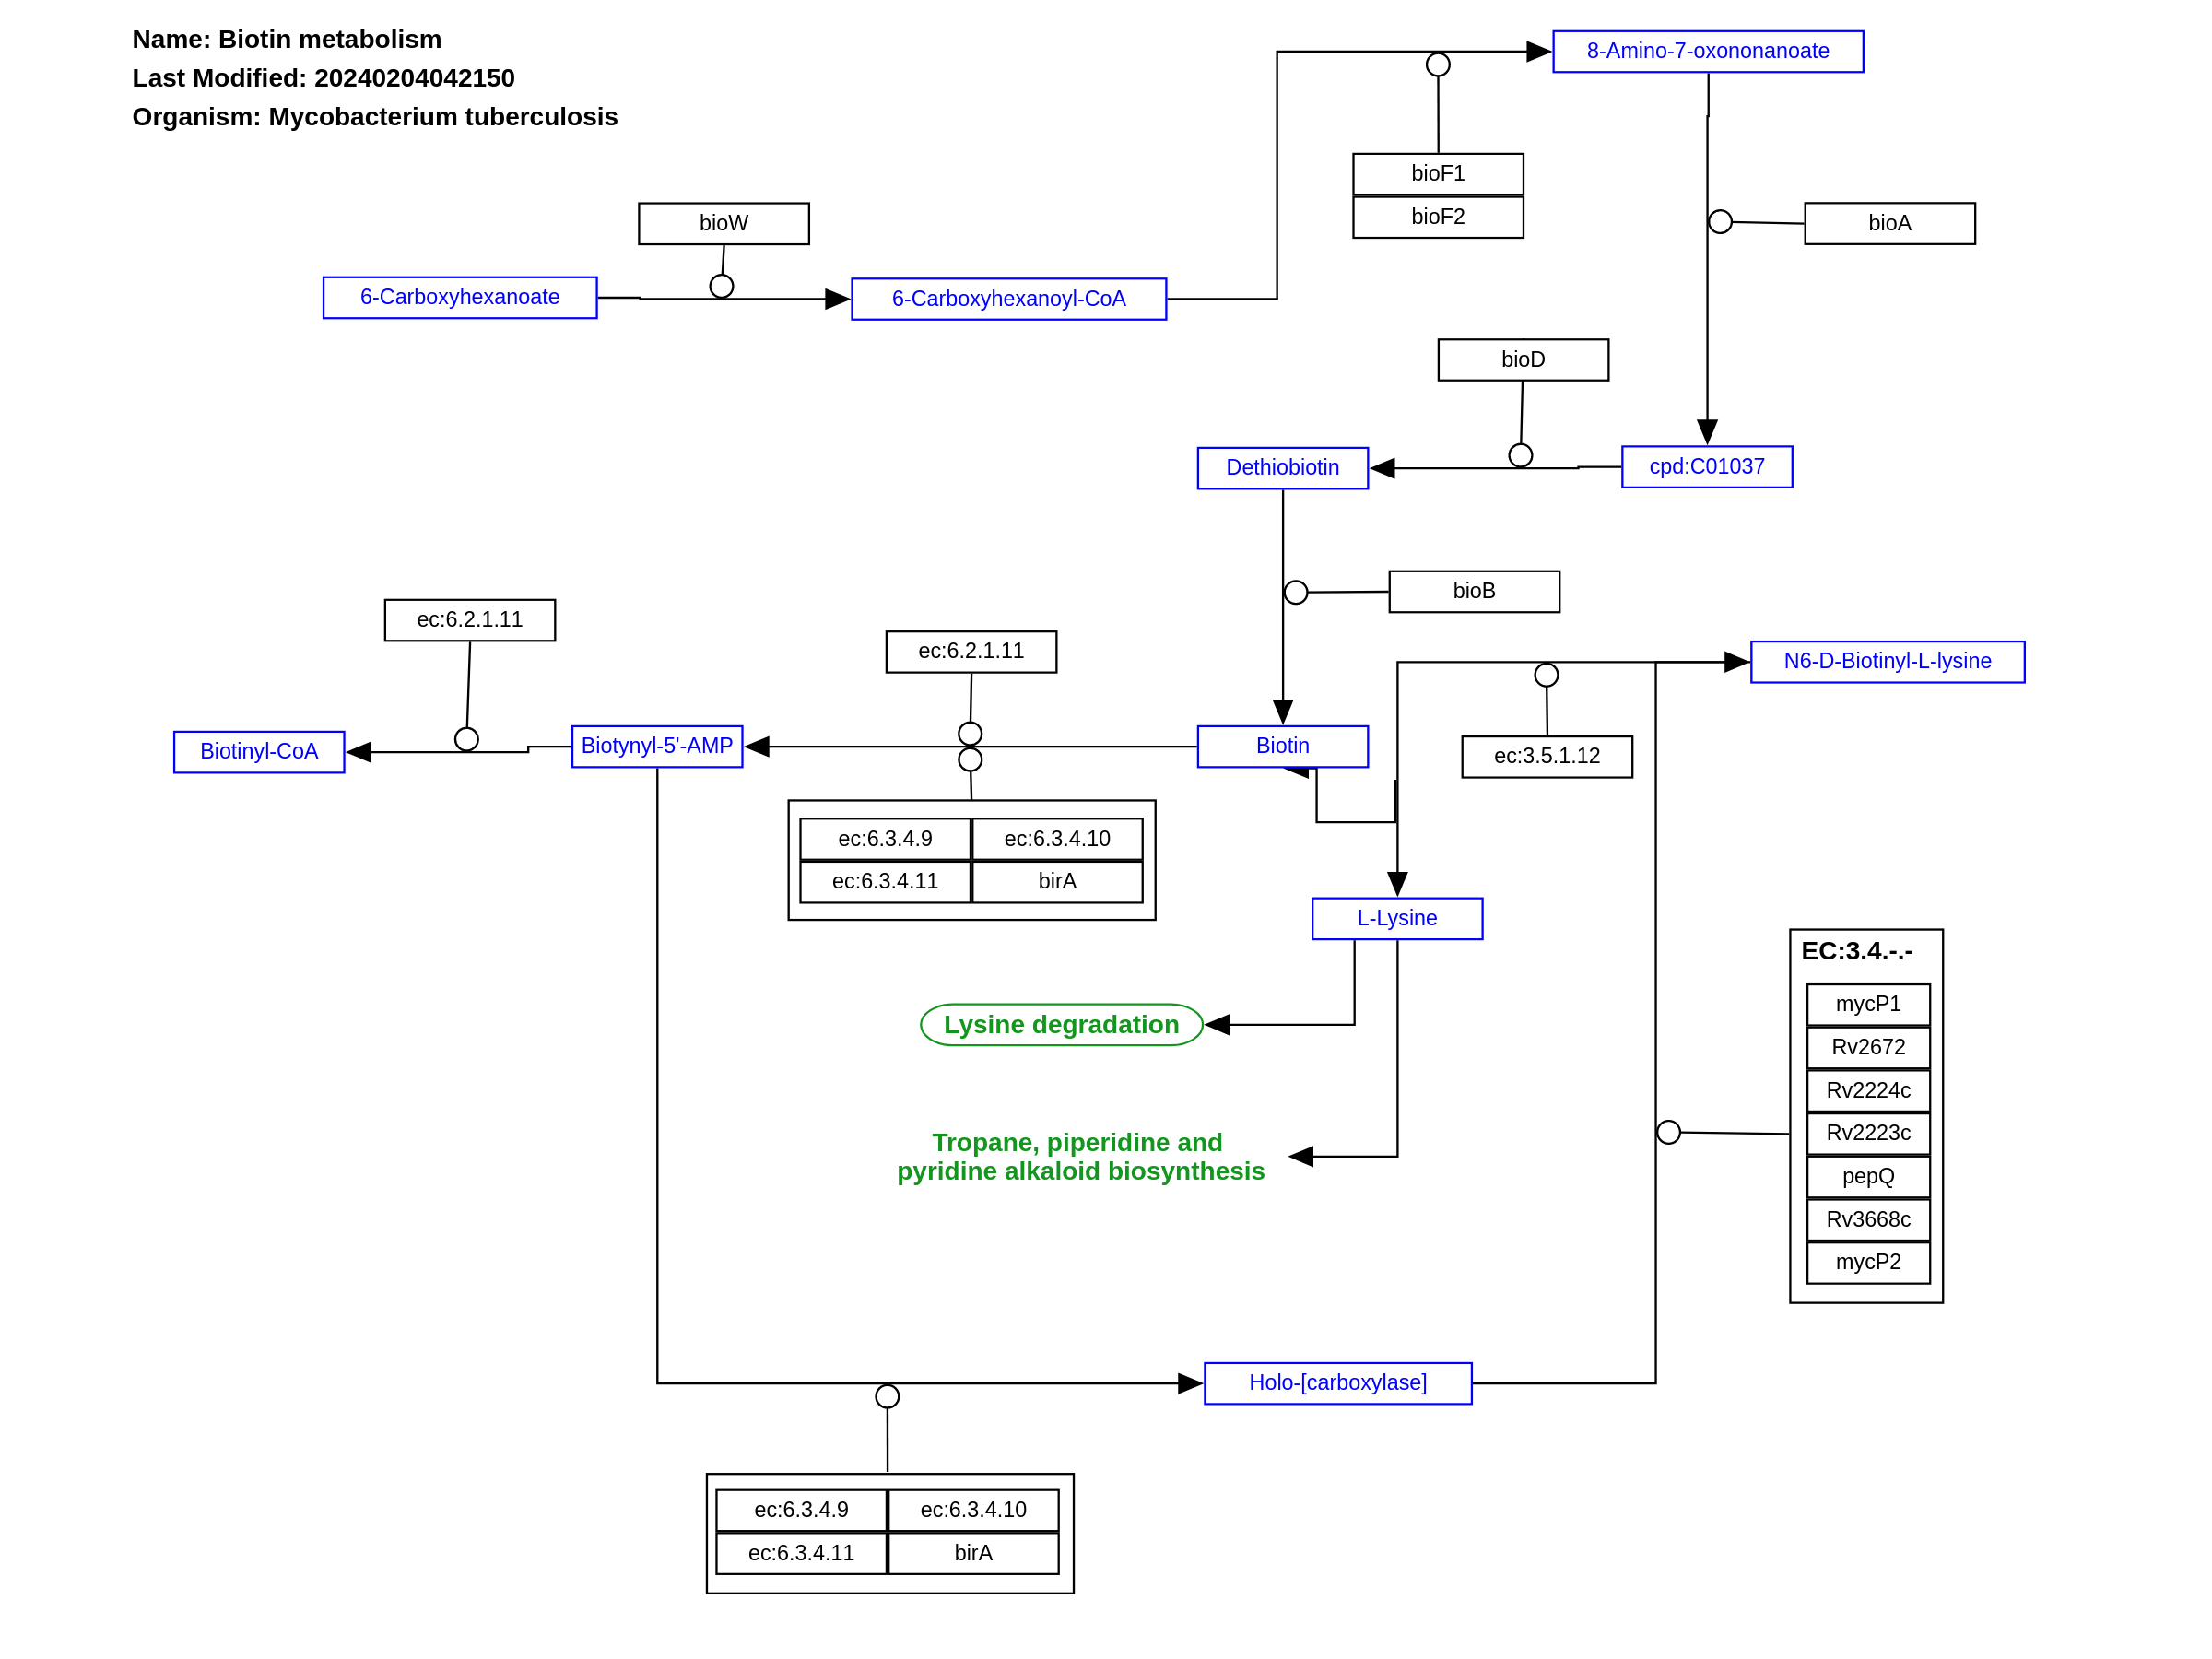 Name: Biotin metabolism
Last Modified: 20240204042150
Organism: Mycobacterium tuberculosis
8-Amino-7-oxononanoate
bioF1
bioF2
bioW
bioA
6-Carboxyhexanoate
6-Carboxyhexanoyl-CoA
bioD
Dethiobiotin
cpd:C01037
bioB
ec:6.2.1.11
ec:6.2.1.11
N6-D-Biotinyl-L-lysine
Biotinyl-CoA
Biotynyl-5'-AMP
Biotin
ec:3.5.1.12
ec:6.3.4.9
ec:6.3.4.10
ec:6.3.4.11
birA
L-Lysine
EC:3.4.-.-
mycP1
Rv2672
Rv2224c
Rv2223c
pepQ
Rv3668c
mycP2
Lysine degradation
Tropane, piperidine and
pyridine alkaloid biosynthesis
Holo-[carboxylase]
ec:6.3.4.9
ec:6.3.4.10
ec:6.3.4.11
birA